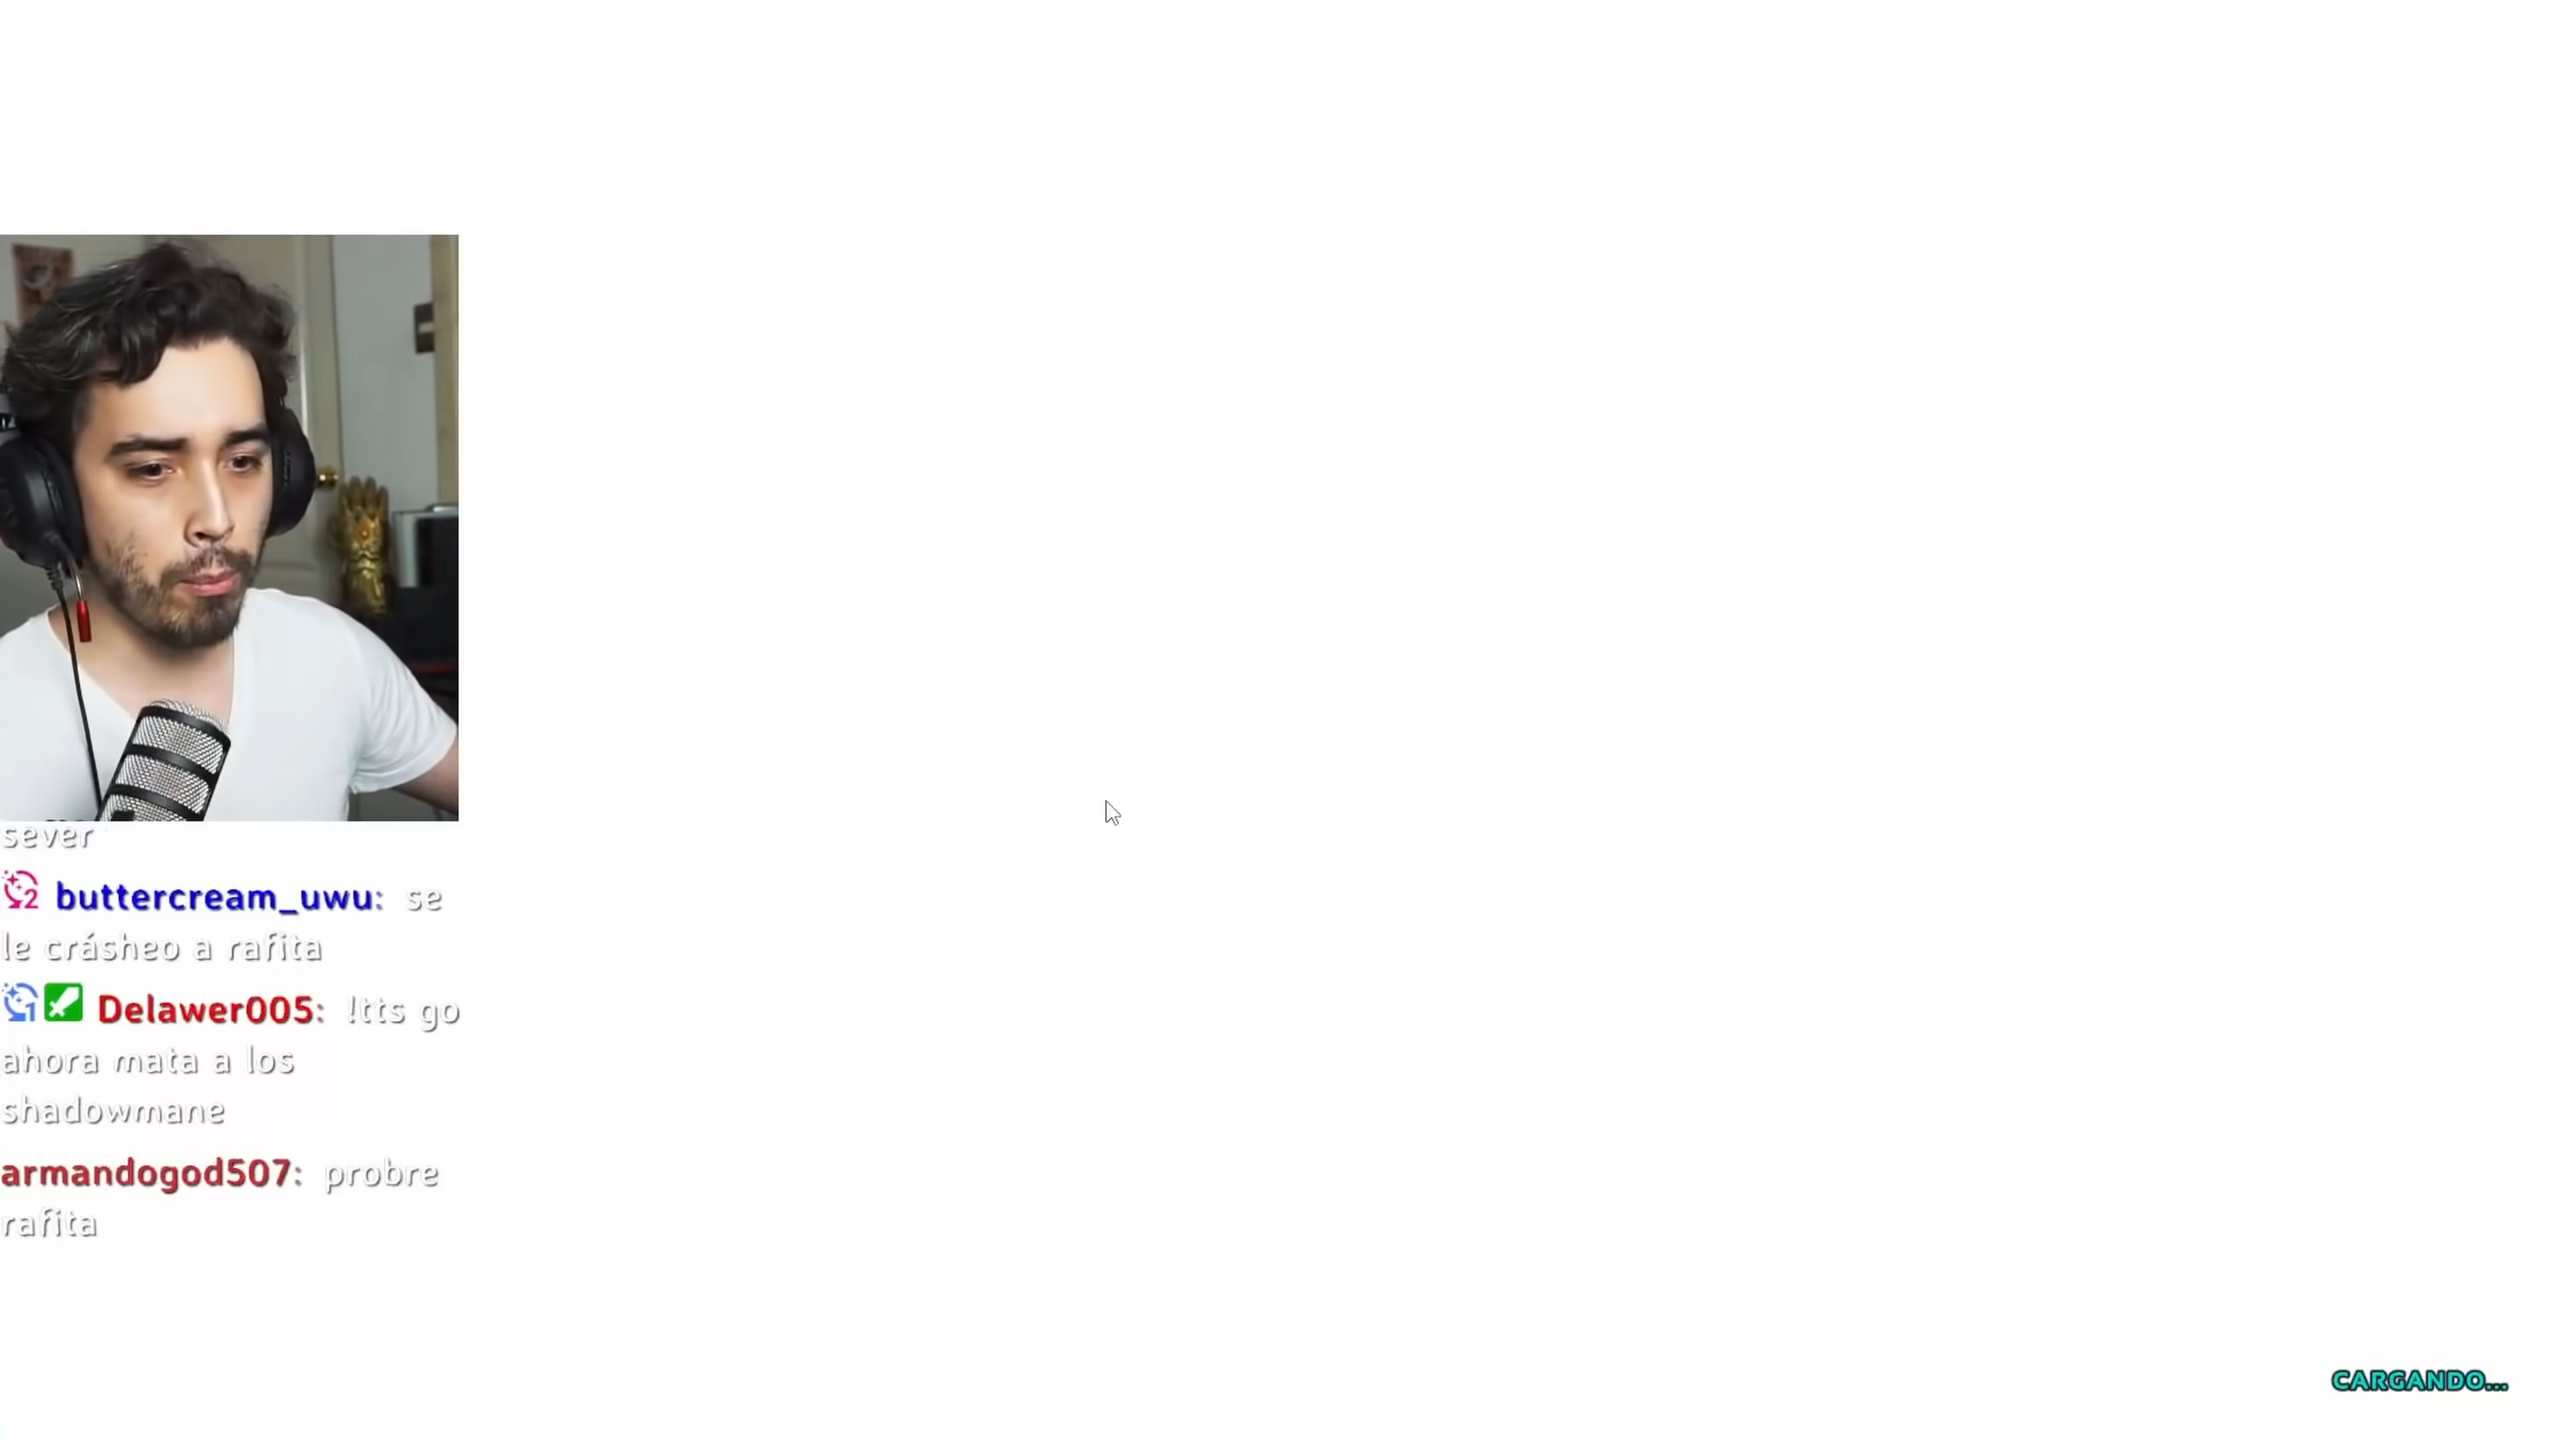 sever
buttercream_uwu: se
le crásheo a rafita
Delawer005: !tts go
ahora mata a los
shadowmane
armandogod507: probre
rafita
CARGANDO...